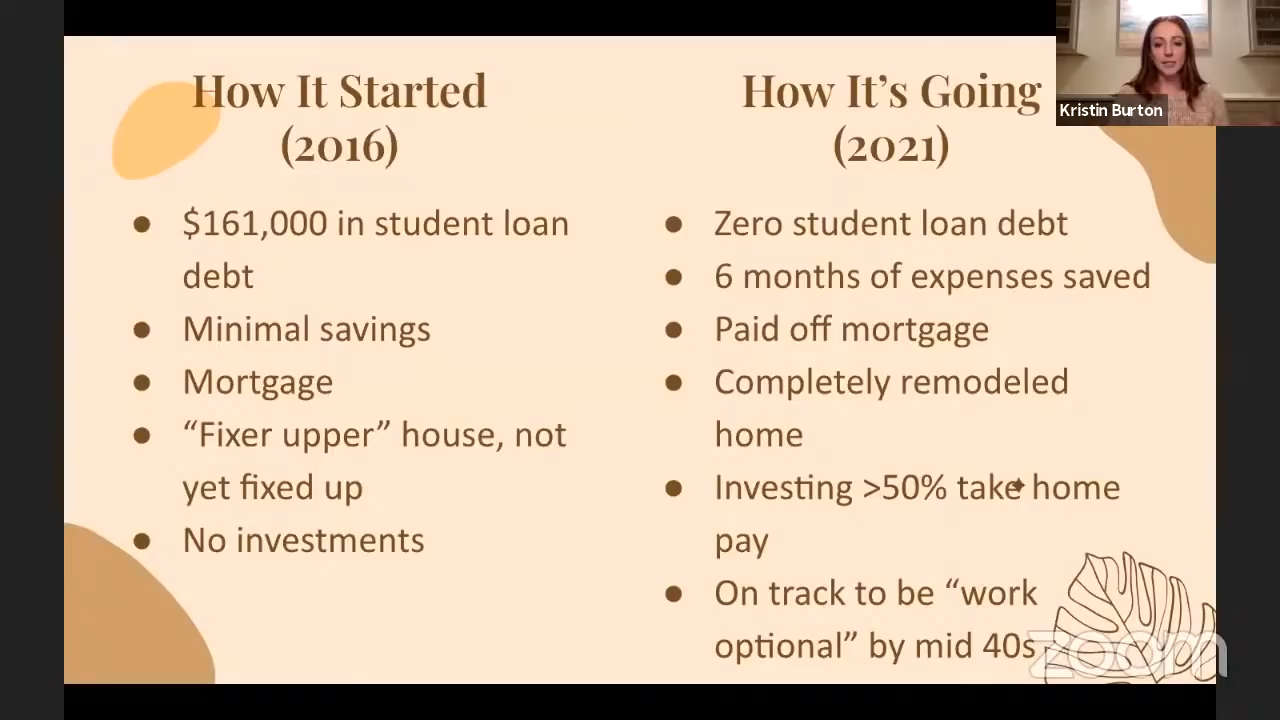 How It Started
(2016)
$161,000 in student loan
debt
Minimal savings
Mortgage
“Fixer upper” house, not
yet fixed up
No investments
How It’s Going
(2021)
Zero student loan debt
6 months of expenses saved
Paid off mortgage
Completely remodeled
home
Investing >50% take home
pay
On track to be “work
optional” by mid 40s
Kristin Burton
zoom